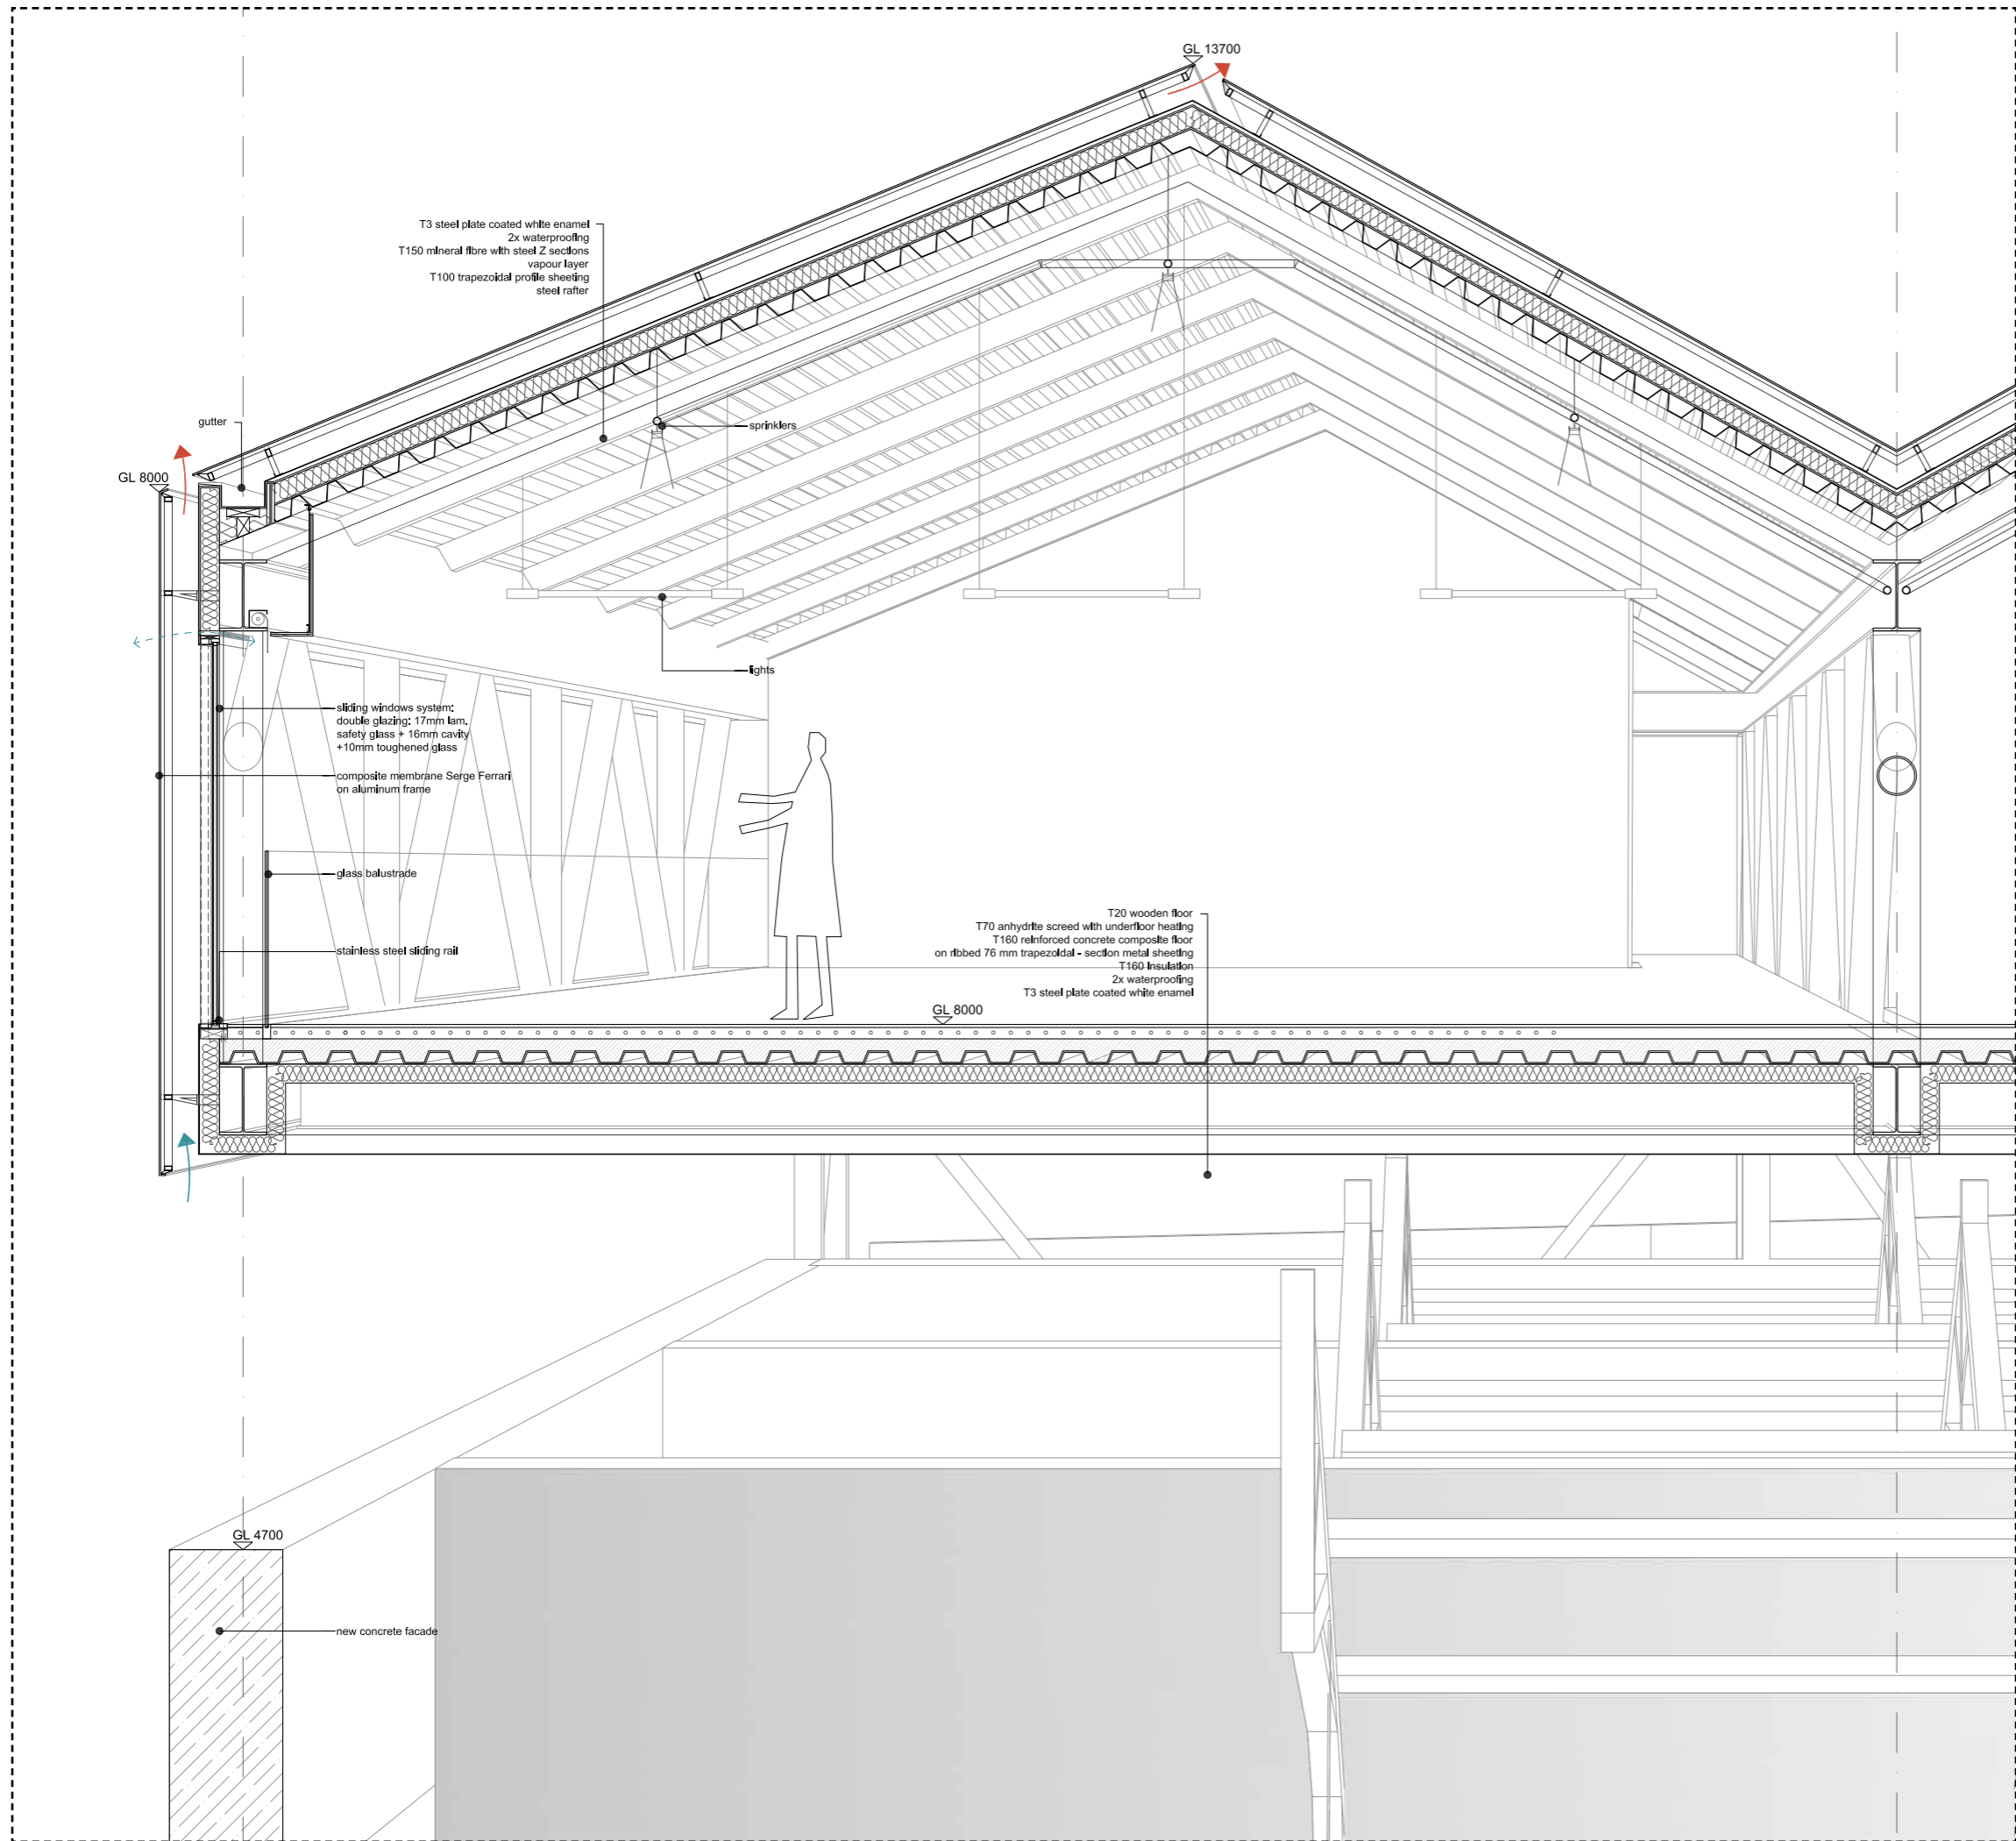 GL 13700
T3 steel plate coated white enamel
2x waterproofing
T150 mineral fibre with steel Z sections
vapour layer
T100 trapezoidal profile sheeting
steel rafter
gutter
sprinklers
GL 8000
lights
sliding windows system:
double glazing: 17mm lam.
safety glass + 16mm cavity
+10mm toughened glass
composite membrane Serge Ferrari
on aluminum frame
glass balustrade
stainless steel sliding rail
T20 wooden floor
T70 anhydrite screed with underfloor heating
T160 reinforced concrete composite floor
on ribbed 76 mm trapezoidal - section metal sheeting
T160 Insulation
2x waterproofing
T3 steel plate coated white enamel
GL 8000
GL 4700
new concrete facade